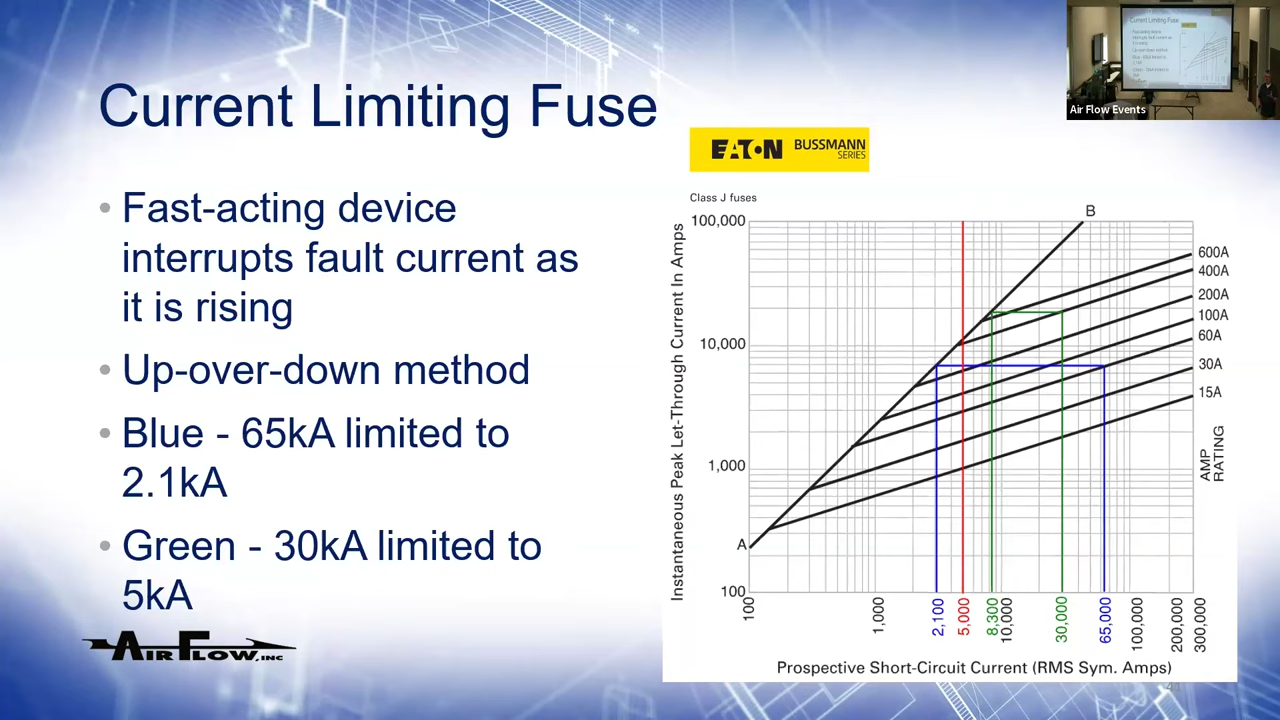 Current Limiting Fuse
Air Flow Events
EATON BUSSMANN SERIES
• Fast-acting device
interrupts fault current as
it is rising
• Up-over-down method
• Blue - 65kA limited to
2.1kA
• Green - 30kA limited to
5kA
AIR FLOW, INC
Class J fuses
Instantaneous Peak Let-Through Current In Amps
100,000
10,000
1,000
100
B
A
600A
400A
200A
100A
60A
30A
15A
AMP RATING
100
1,000
2,100
5,000
8,300
10,000
30,000
65,000
100,000
200,000
300,000
Prospective Short-Circuit Current (RMS Sym. Amps)
Current Limiting Fuse